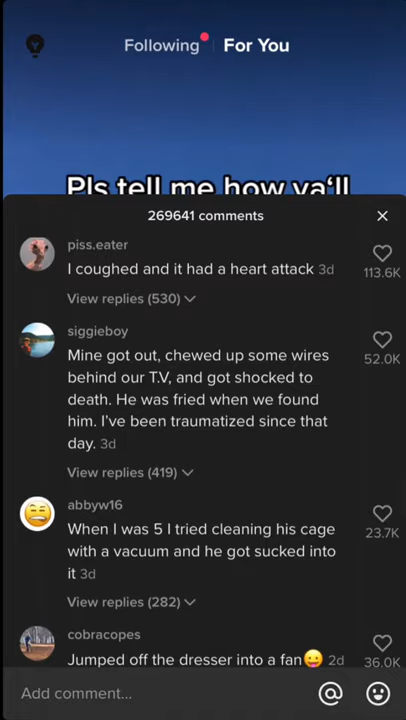 Following
For You
Pls tell me how ya'll
269641 comments
piss.eater
I coughed and it had a heart attack 3d
113.6K
View replies (530)
siggieboy
Mine got out, chewed up some wires
behind our T.V, and got shocked to
death. He was fried when we found
him. I've been traumatized since that
day. 3d
52.0K
View replies (419)
abbyw16
When I was 5 I tried cleaning his cage
with a vacuum and he got sucked into
it 3d
23.7K
View replies (282)
cobracopes
Jumped off the dresser into a fan😛 2d
36.0K
Add comment...
@